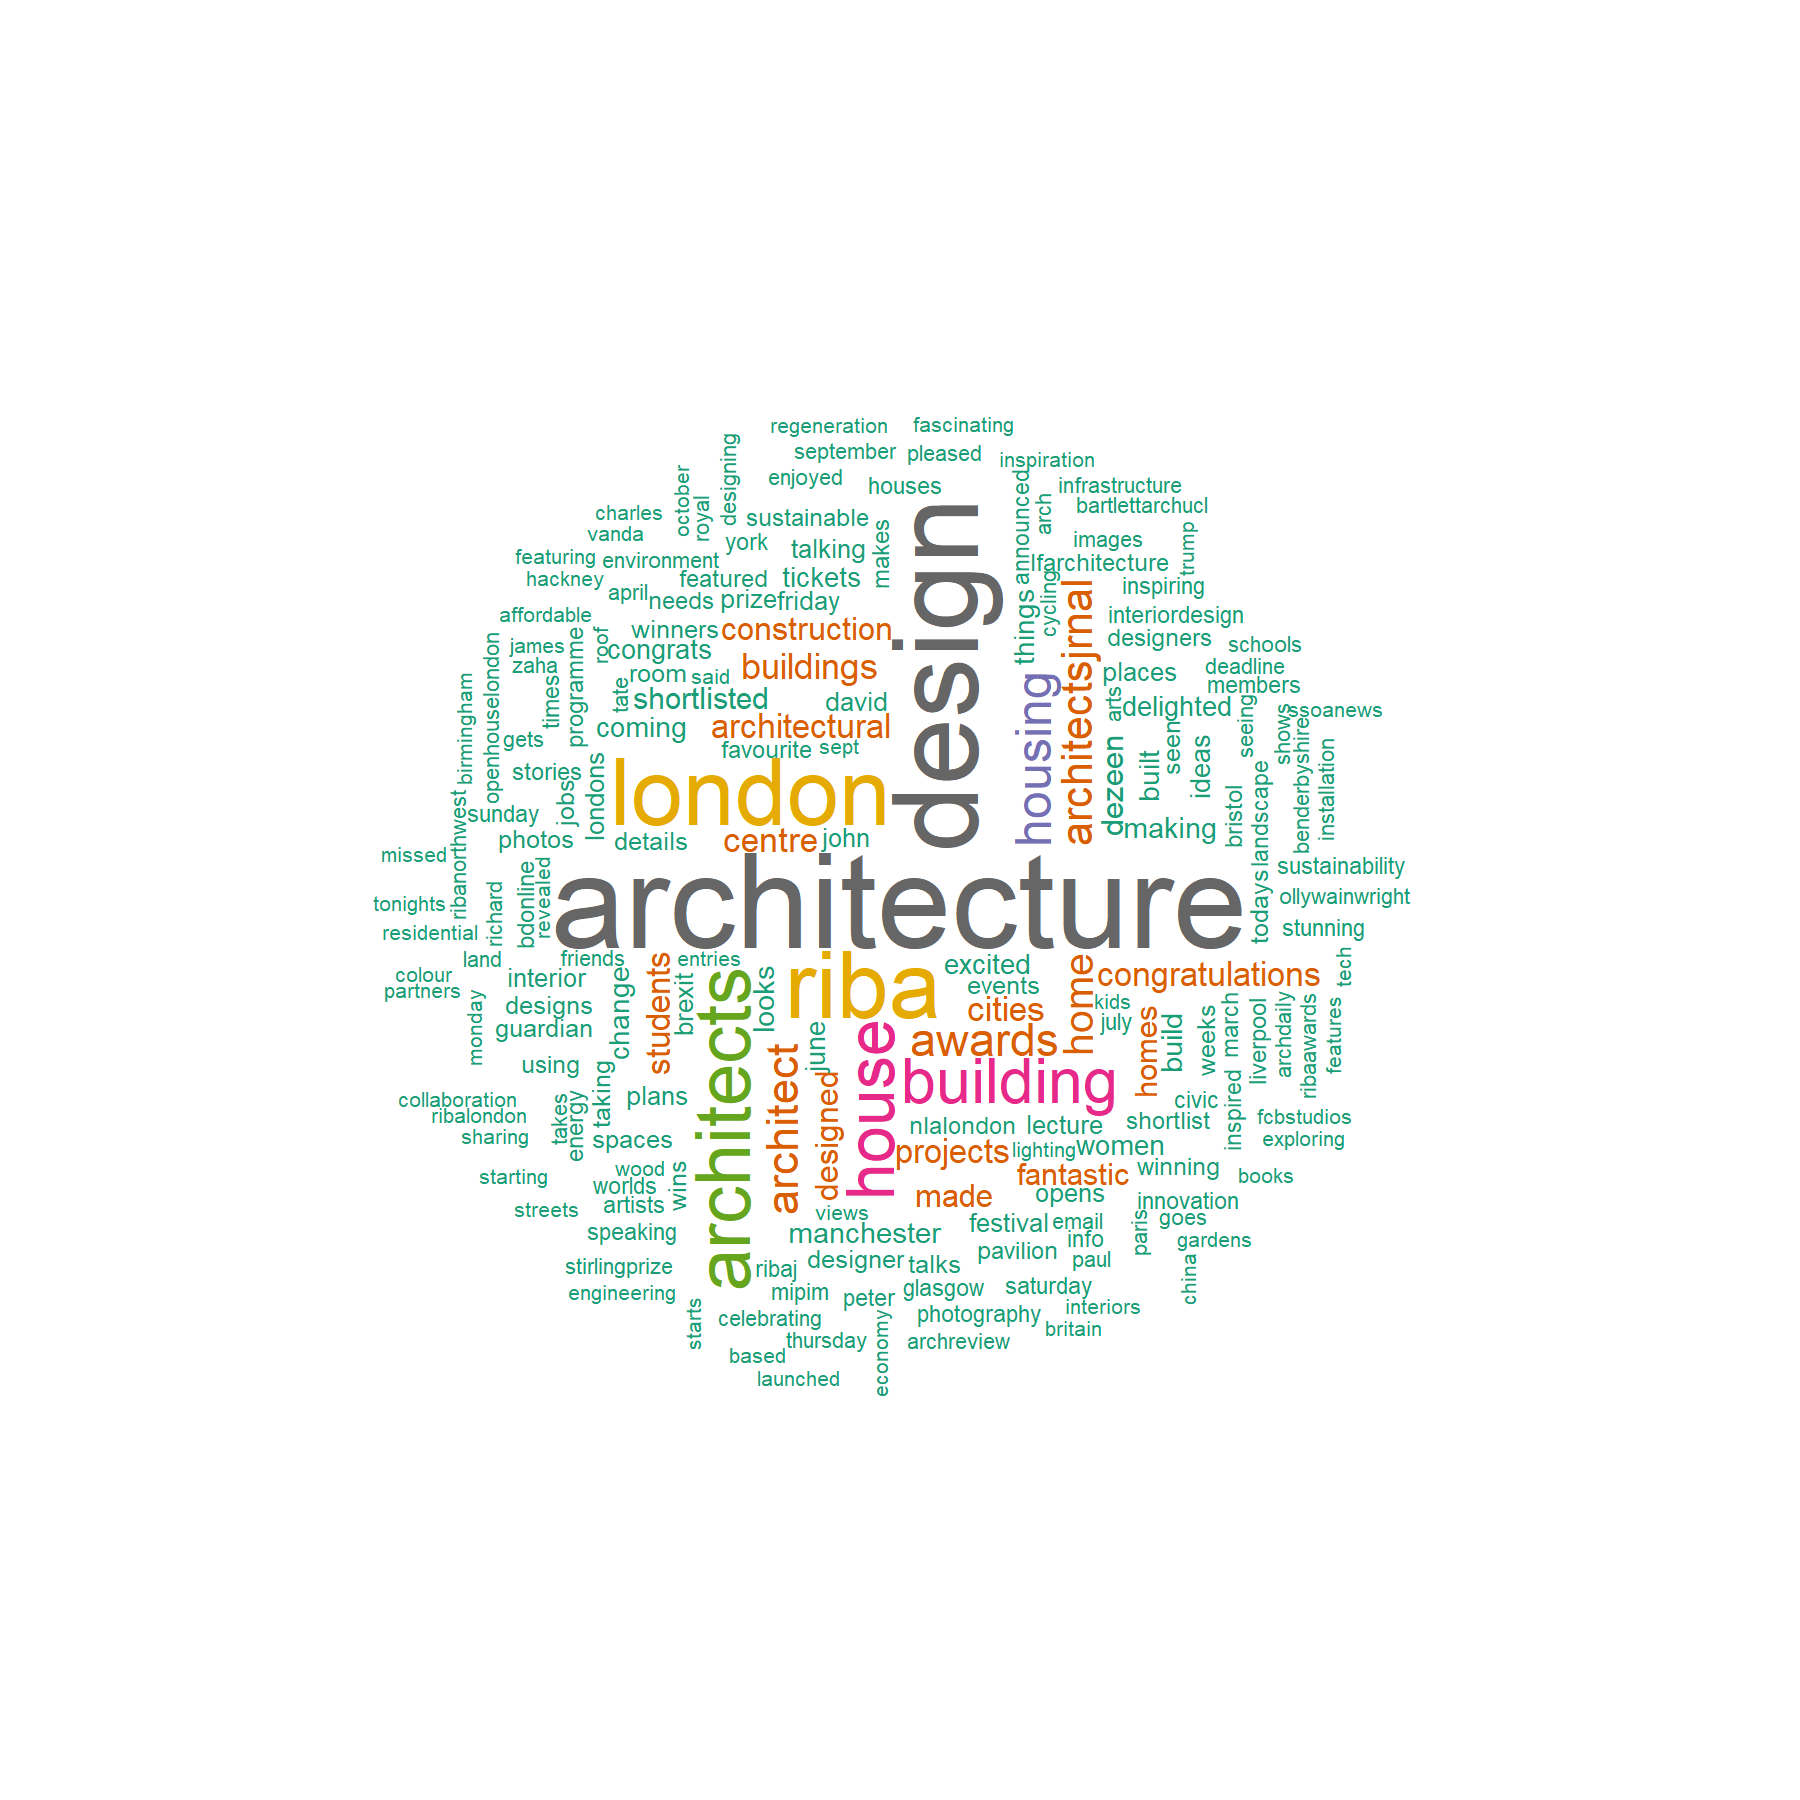 regeneration
fascinating
september
pleased
inspiration
designing
enjoyed
houses
infrastructure
october
royal
announced
arch
bartlettarchucl
charles
sustainable
vanda
york
talking
makes
design
images
trump
featuring
environment
lfarchitecture
hackney
featured
tickets
cycling
inspiring
april
needs
prize
friday
things
architectsjrnal
affordable
winners
construction
interiordesign
james
roof
congrats
designers
schools
zaha
programme
room
said
buildings
housing
places
deadline
openhouselondon
times
tate
shortlisted
david
arts
delighted
members
birmingham
gets
coming
architectural
seen
seeing
shows
ssoanews
favourite
sept
stories
jobs
londons
london
dezeen
built
ideas
benderbyshire
installation
sunday
landscape
bristol
photos
details
centre
john
making
missed
ribanorthwest
sustainability
tonights
richard
bdonline
revealed
architecture
todays
ollywainwright
residential
stunning
land
friends
entries
colour
interior
students
riba
excited
home
congratulations
tech
partners
designs
change
brexit
looks
events
kids
monday
guardian
cities
july
homes
build
weeks
march
liverpool
archdaily
ribaawards
features
using
architects
june
house
awards
collaboration
taking
plans
architect
designed
building
civic
inspired
ribalondon
takes
energy
nlalondon
lecture
shortlist
fcbstudios
sharing
spaces
projects
lighting
women
exploring
starting
wood
wins
fantastic
winning
books
worlds
streets
artists
made
opens
innovation
views
speaking
manchester
festival
email
paris
goes
info
gardens
stirlingprize
ribaj
designer
talks
pavilion
paul
china
engineering
mipim
peter
glasgow
saturday
starts
celebrating
photography
interiors
thursday
economy
archreview
britain
based
launched